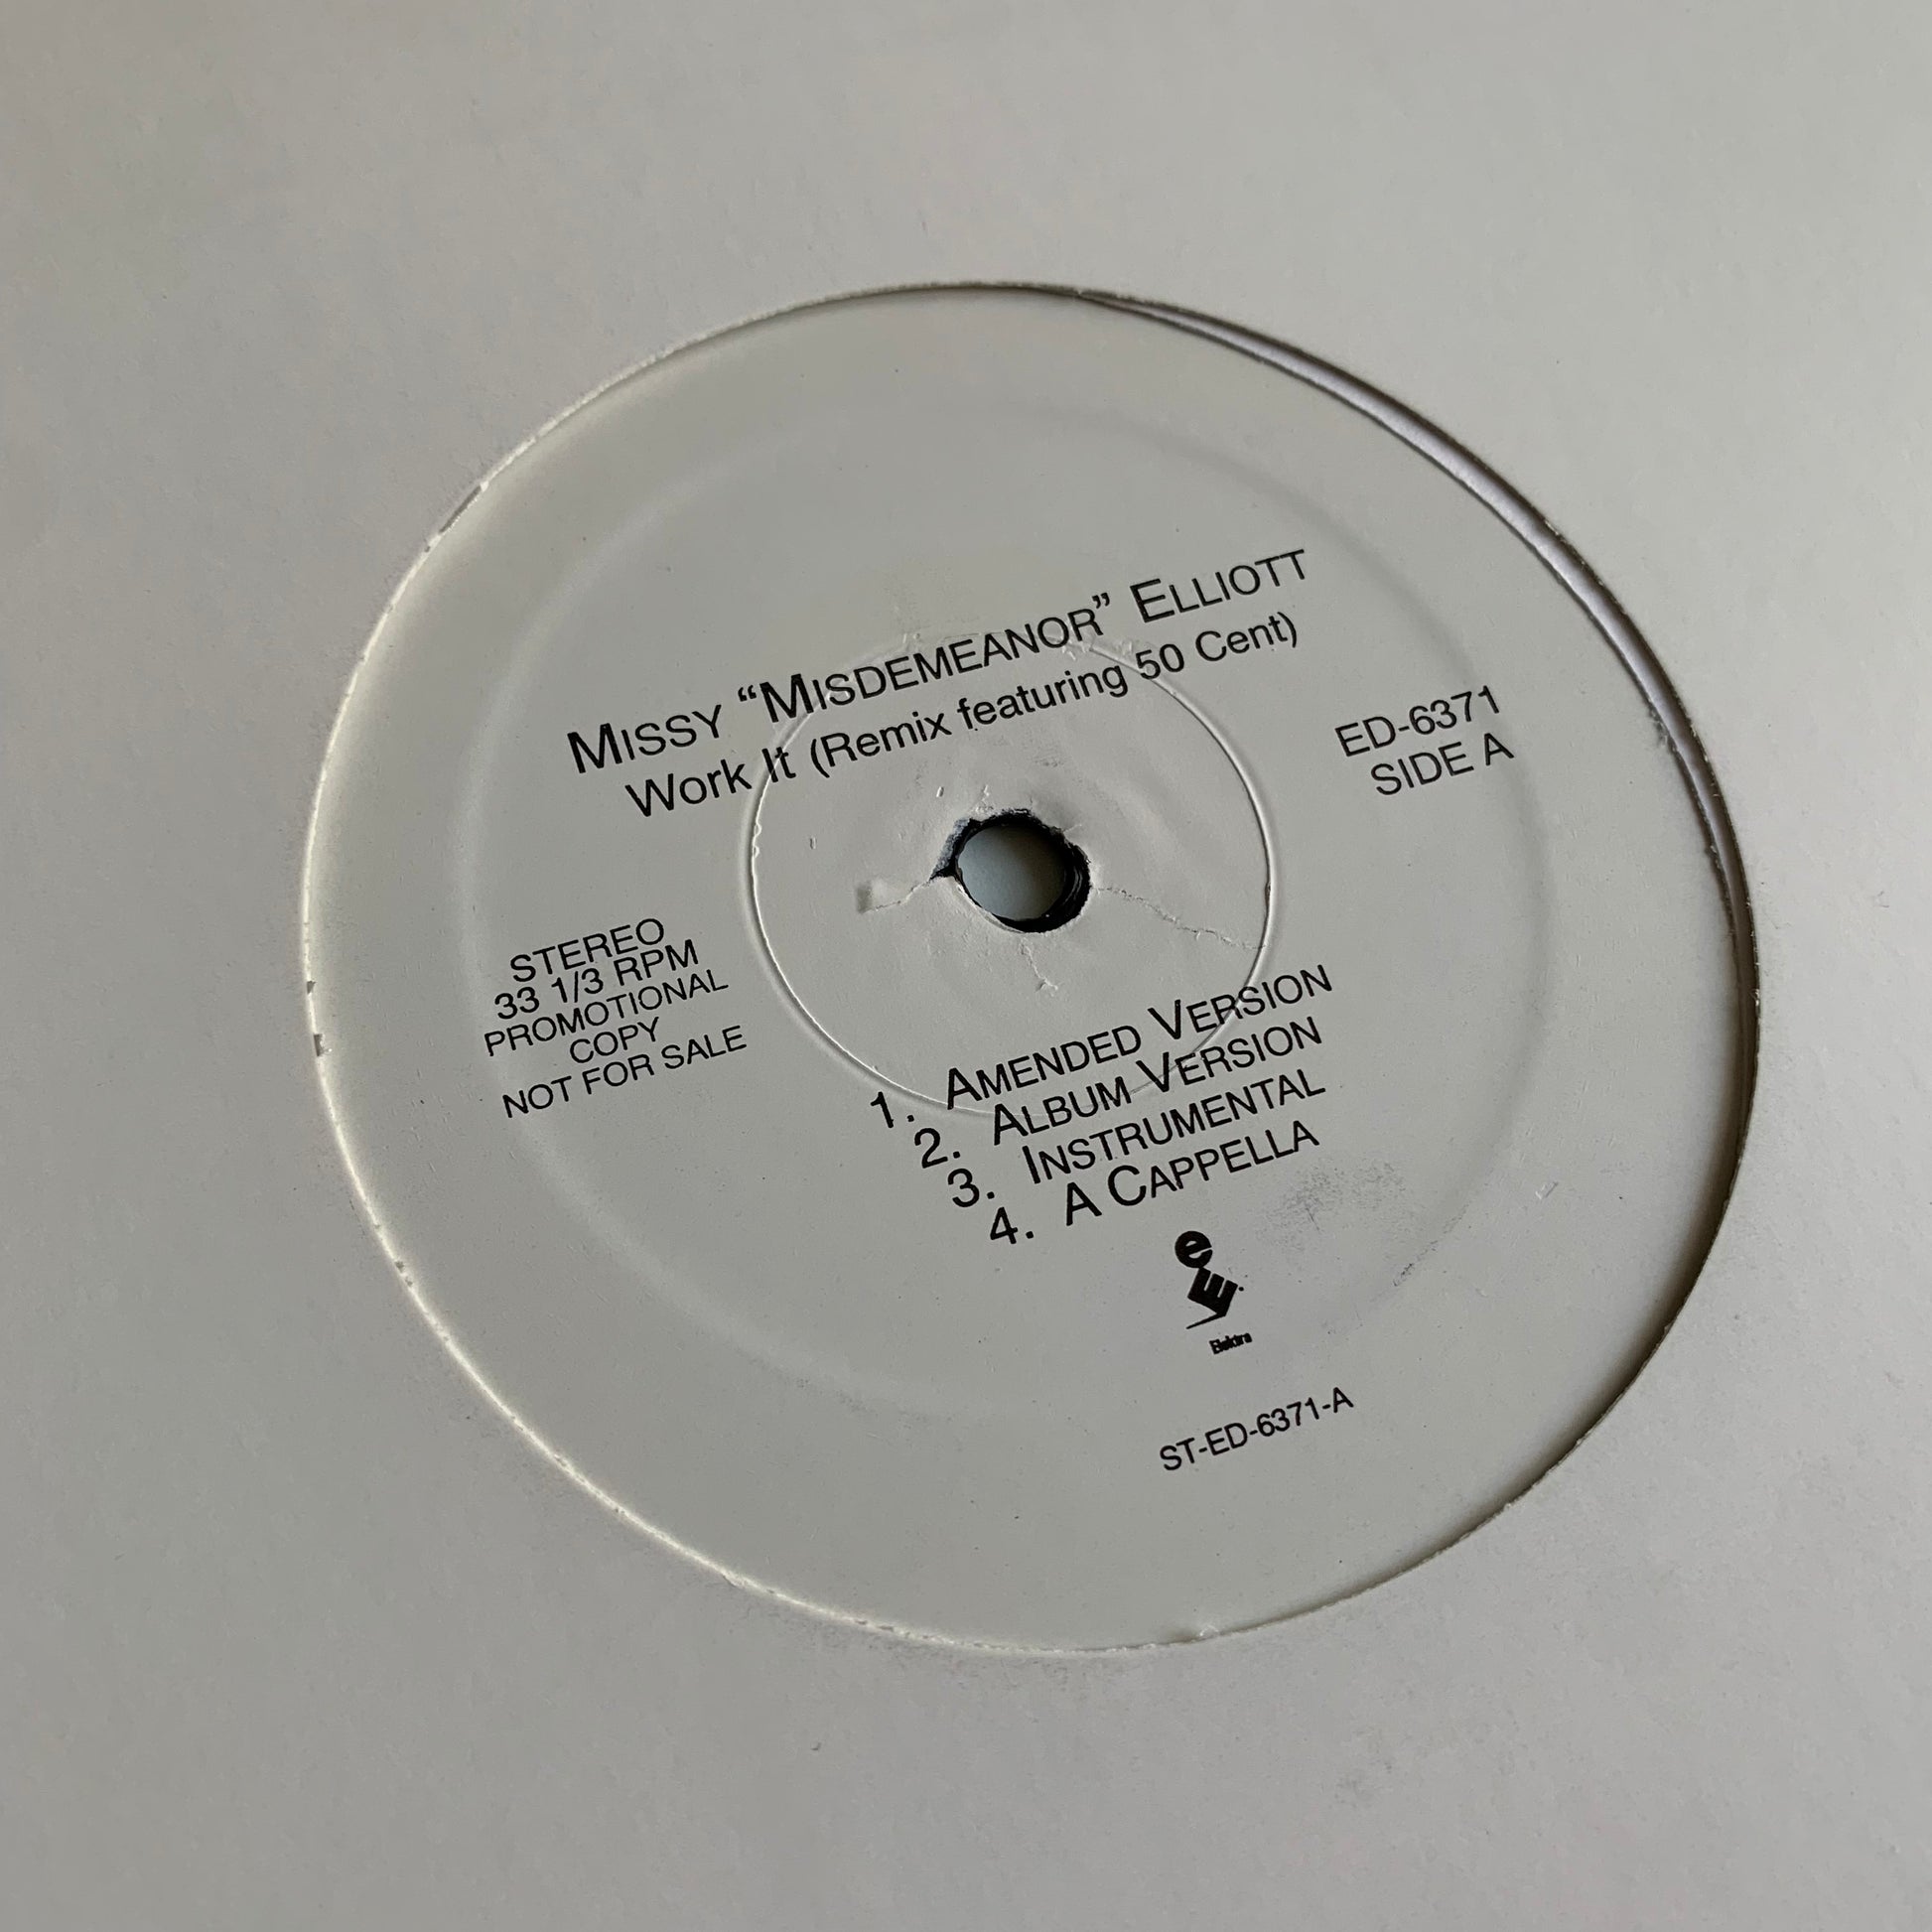 MISSY “MISDEMEANOR” ELLIOTT
Work It (Remix featuring 50 Cent)
ED-6371
SIDE A
STEREO
33 1/3 RPM
PROMOTIONAL
COPY
NOT FOR SALE
1. AMENDED VERSION
2. ALBUM VERSION
3. INSTRUMENTAL
4. A CAPPELLA
e
E
Elektra
ST-ED-6371-A